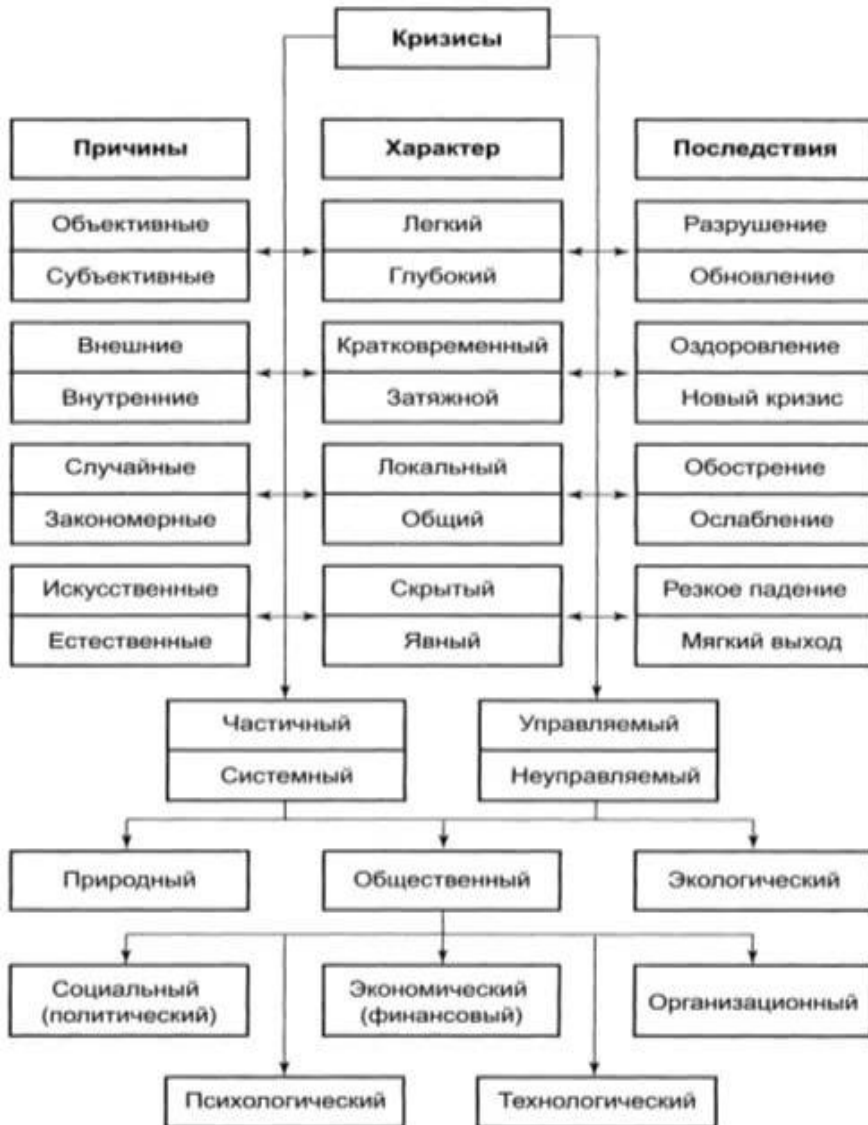 Кризисы
Причины
Характер
Последствия
Объективные
Легкий
Разрушение
Субъективные
Глубокий
Обновление
Внешние
Кратковременный
Оздоровление
Внутренние
Затяжной
Новый кризис
Случайные
Локальный
Обострение
Закономерные
Общий
Ослабление
Искусственные
Скрытый
Резкое падение
Естественные
Явный
Мягкий выход
Частичный
Управляемый
Системный
Неуправляемый
Природный
Общественный
Экологический
Социальный
(политический)
Экономический
(финансовый)
Организационный
Психологический
Технологический